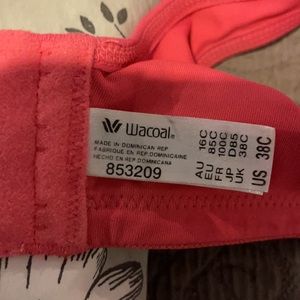 Wacoal®
MADE IN DOMINICAN REP
FABRIQUE EN REP. DOMINICAINE
HECHO EN REP. DOMINICANA
853209
AU 16C
EU 85C
FR 100C
JP D85
UK 38C
US 38C